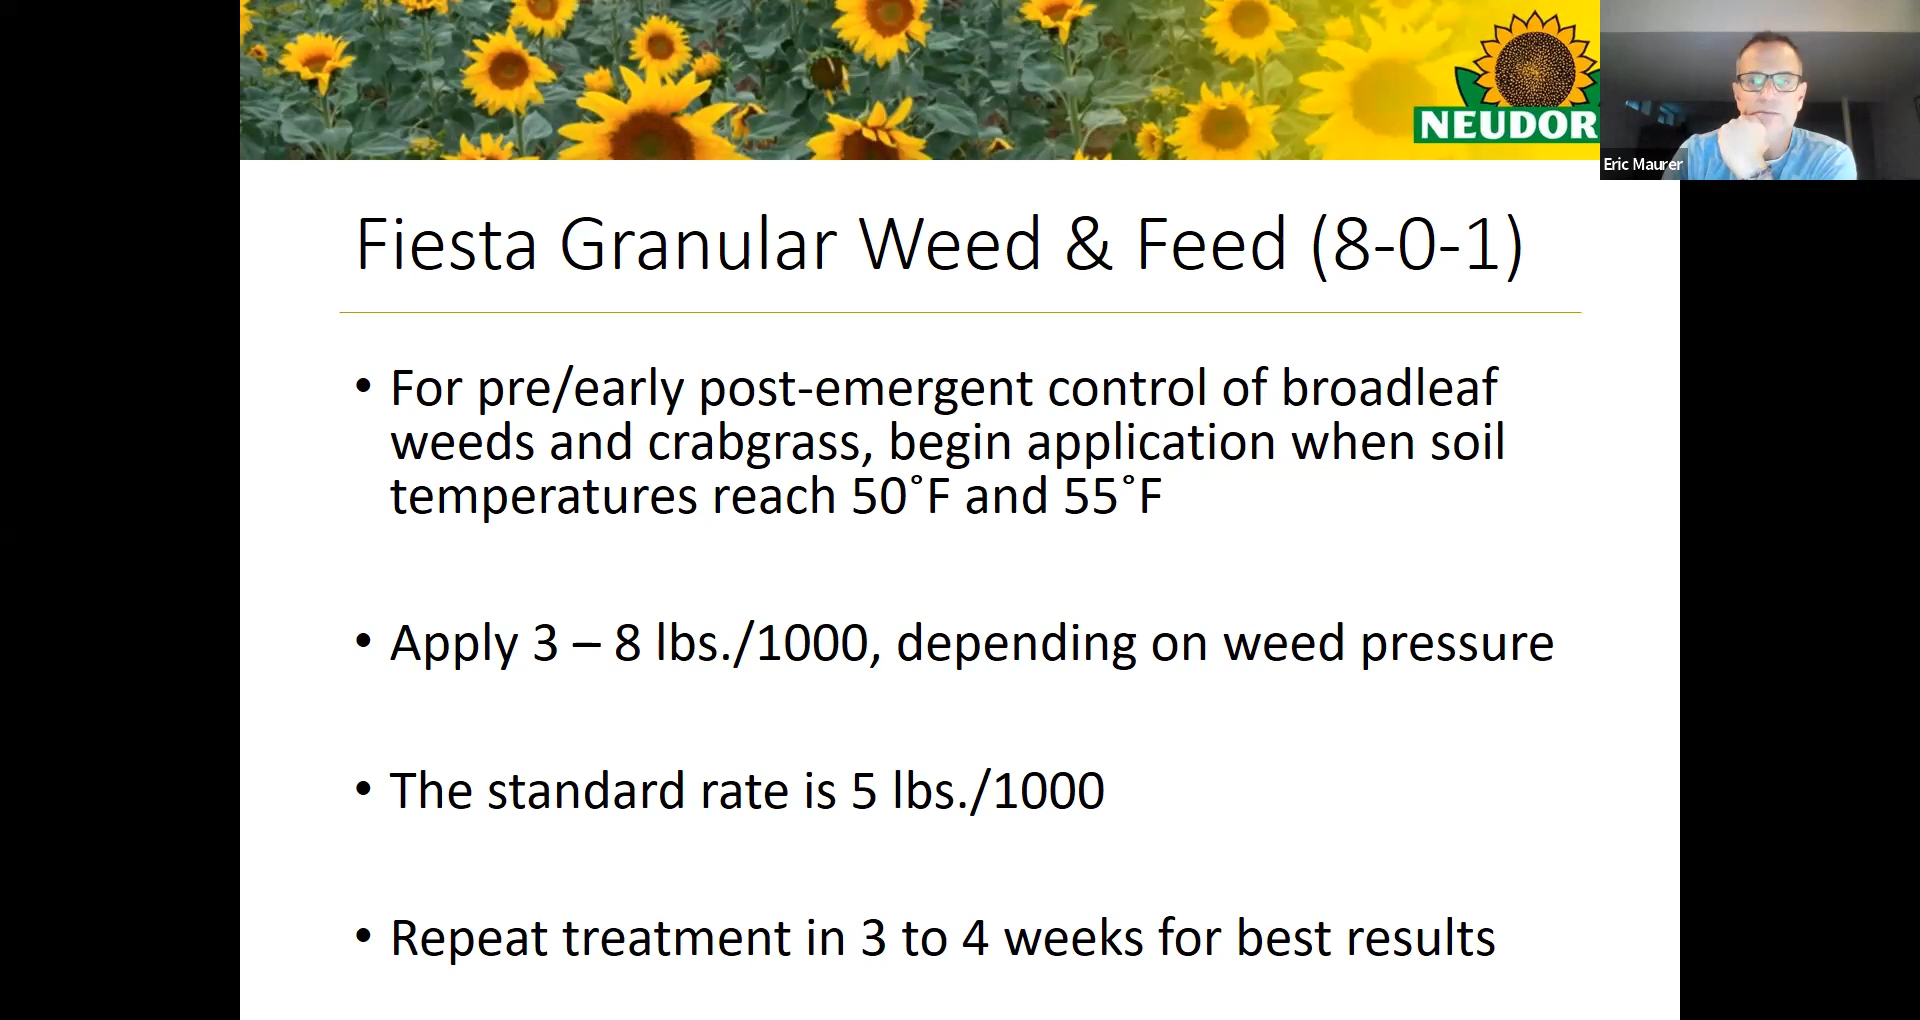 NEUDOR
Eric Maurer
Fiesta Granular Weed & Feed (8-0-1)
• For pre/early post-emergent control of broadleaf
weeds and crabgrass, begin application when soil
temperatures reach 50˚F and 55˚F
• Apply 3 – 8 lbs./1000, depending on weed pressure
• The standard rate is 5 lbs./1000
• Repeat treatment in 3 to 4 weeks for best results